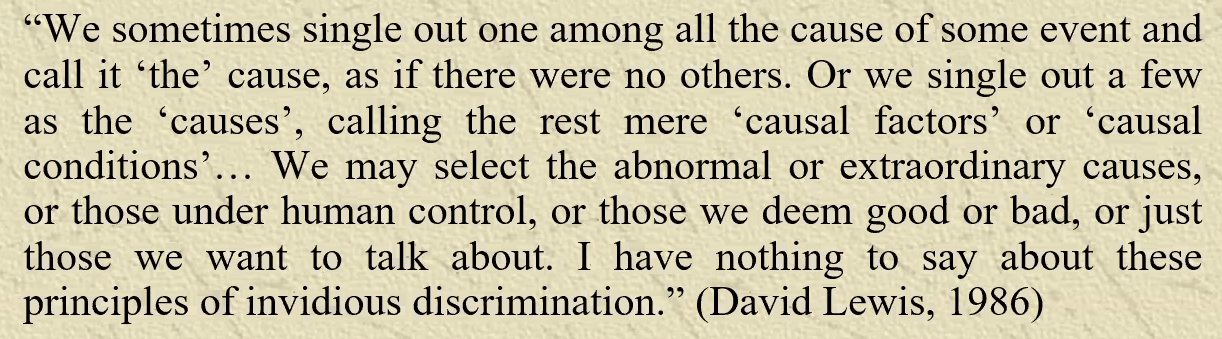 “We sometimes single out one among all the cause of some event and
call it ‘the’ cause, as if there were no others. Or we single out a few
as the ‘causes’, calling the rest mere ‘causal factors’ or ‘causal
conditions’… We may select the abnormal or extraordinary causes,
or those under human control, or those we deem good or bad, or just
those we want to talk about. I have nothing to say about these
principles of invidious discrimination.” (David Lewis, 1986)